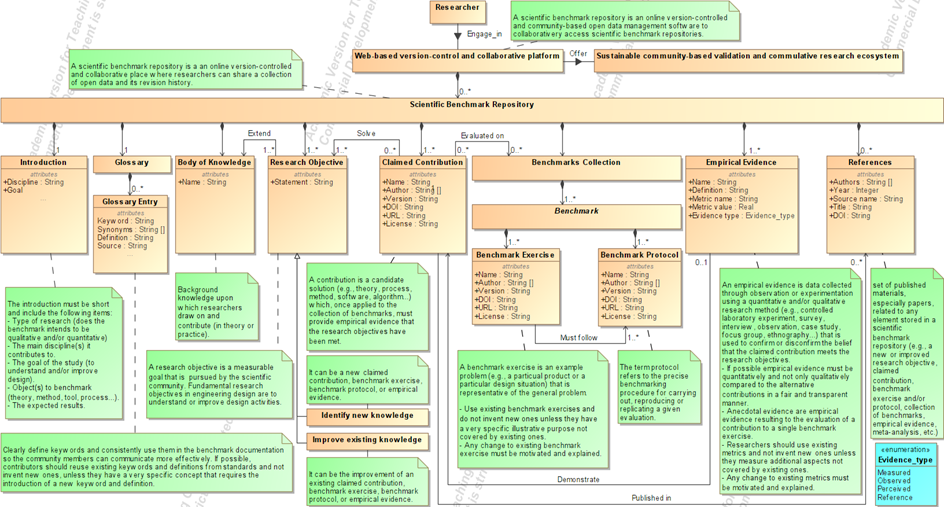 Researcher
Engage_in
A scientific benchmark repository is an online version-controlled
and community-based open data management software to
collaboratively access scientific benchmark repositories.
Web-based version-control and collaborative platform
Offer
Sustainable community-based validation and commulative research ecosystem
A scientific benchmark repository is a an online version-controlled
and collaborative place where researchers can share a collection
of open data and its revision history.
0..*
Scientific Benchmark Repository
Extend
Solve
Evaluated on
1
1
1..*
1..*
1..*
0..*
0..*
1..*
0..*
Introduction
attributes
+Discipline : String
+Goal
...
Glossary
0..*
Glossary Entry
attributes
Keyword : String
Synonyms : String []
Definition : String
Source : String
...
Body of Knowledge
attributes
+Name : String
Research Objective
attributes
+Statement : String
Claimed Contribution
attributes
+Name : String
+Author : String []
+Version : String
+DOI : String
+URL : String
+License : String
Benchmarks Collection
1..*
Benchmark
1..*
1..*
Benchmark Exercise
attributes
+Name : String
+Author : String []
+Version : String
+DOI : String
+URL : String
+License : String
Benchmark Protocol
attributes
+Name : String
+Author : String []
+Version : String
+DOI : String
+URL : String
+License : String
Must follow
1..*
Empirical Evidence
attributes
+Name : String
+Definition : String
+Metric name : String
+Metric value : Real
+Evidence type : Evidence_type
0..1
References
attributes
+Authors : String []
+Year : Integer
+Source name : String
+Title : String
+DOI : String
0..*
The introduction must be short
and include the following items:
- Type of research (does the
benchmark intends to be
qualitative and/or quantitative)
- The main discipline(s) it
contributes to.
- The goal of the study (to
understand and/or improve
design).
- Object(s) to benchmark
(theory, method, tool, process...).
- The expected results.
Background
knowledge upon
which researchers
draw on and
contribute (in theory or
practice).
A research objective is a measurable
goal that is pursued by the scientific
community. Fundamental research
objectives in engineering design are to
understand or improve design activities.
Clearly define keywords and consistently use them in the benchmark documentation
so the community members can communicate more effectively. If possible,
contributors should reuse existing keywords and definitions from standards and not
invent new ones, unless they have a very specific concept that requires the
introduction of a new keyword and definition.
A contribution is a candidate
solution (e.g., theory, process,
method, software, algorithm...)
which, once applied to the
collection of benchmarks, must
provide empirical evidence that
the research objectives have
been met.
It can be a new claimed
contribution, benchmark exercise,
benchmark protocol, or empirical
evidence.
Identify new knowledge
Improve existing knowledge
It can be the improvement of an
existing claimed contribution,
benchmark exercise, benchmark
protocol, or empirical evidence.
A benchmark exercise is an example
problem (e.g., a particual product or a
particular design situation) that is
representative of the general problem.
- Use existing benchmark exercises and
do not invent new ones unless they have
a very specific illustrative purpose not
covered by existing ones.
- Any change to existing benchmark
exercise must be motivated and explained.
The term protocol
refers to the precise
benchmarking
procedure for carrying
out, reproducing or
replicating a given
evaluation.
Demonstrate
Published in
An empirical evidence is data collected
through observation or experimentation
using a quantitative and/or qualitative
research method (e.g., controlled
laboratory experiment, survey,
interview, observation, case study,
focus group, ethnography...) that is
used to confirm or disconfirm the belief
that the claimed contribution meets the
research objectives.
- If possible empirical evidence must be
quantitatively and not only qualitatively
compared to the alternative
contributions in a fair and transparent
manner.
- Anecdotal evidence are empirical
evidence resulting to the evaluation of a
contribution to a single benchmark
exercise.
- Researchers should use existing
metrics and not invent new ones unless
they measure additional aspects not
covered by existing ones.
- Any change to existing metrics must
be motivated and explained.
set of published
materials,
especially papers,
related to any
element stored in a
scientific
benchmark
repository (e.g., a
new or improved
research objective,
claimed
contribution,
benchmark
exercise and/or
protocol, collection
of benchmarks,
empirical evidence,
meta-analysis, etc.)
«enumeration»
Evidence_type
Measured
Observed
Perceived
Reference